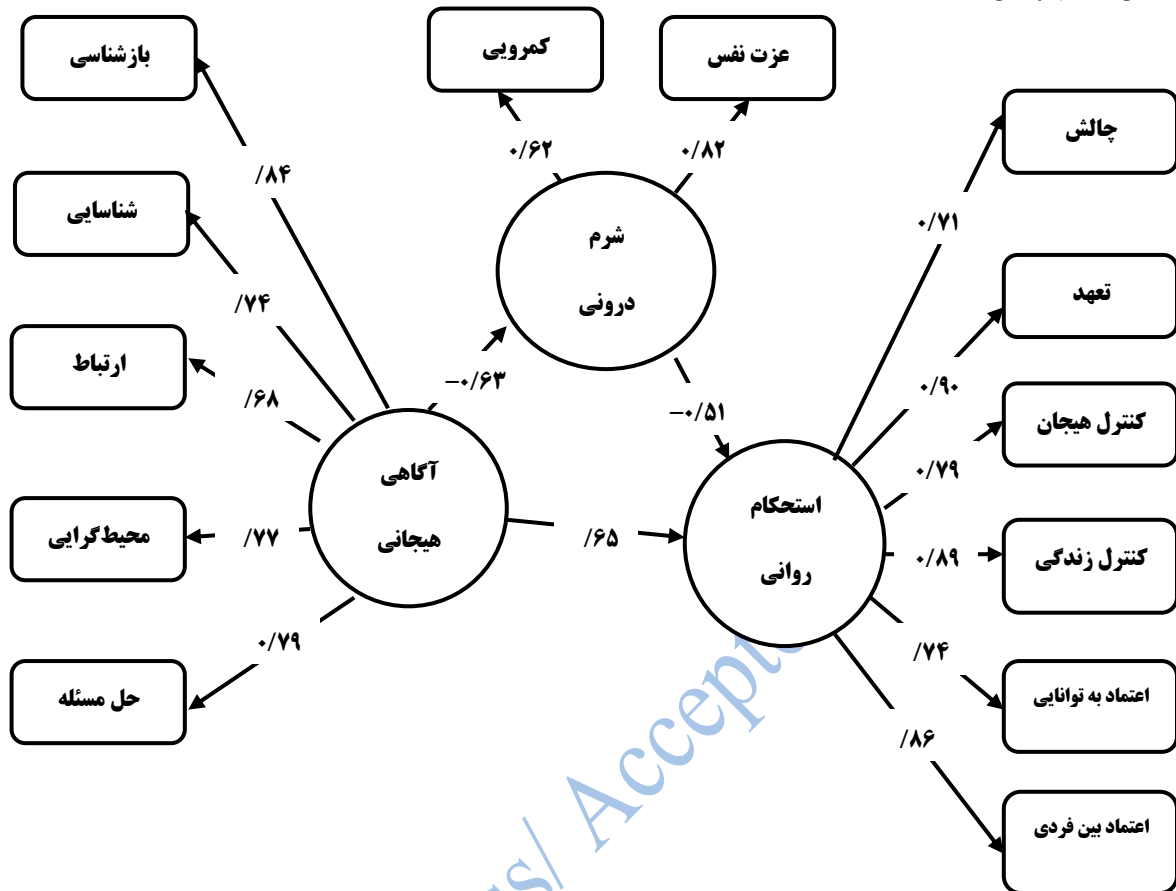 بازشناسی
کمرویی
عزت نفس
چالش
۰/۶۲
۰/۸۲
/۸۴
شناسایی
شرم
درونی
۰/۷۱
تعهد
/۷۴
ارتباط
-۰/۶۳
/۶۸
۰/۹۰
-۰/۵۱
کنترل هیجان
آگاهی
هیجانی
۰/۷۹
استحکام
روانی
محیط‌گرایی
/۷۷
/۶۵
۰/۸۹
کنترل زندگی
۰/۷۹
حل مسئله
/۷۴
اعتماد به توانایی
/۸۶
اعتماد بین فردی